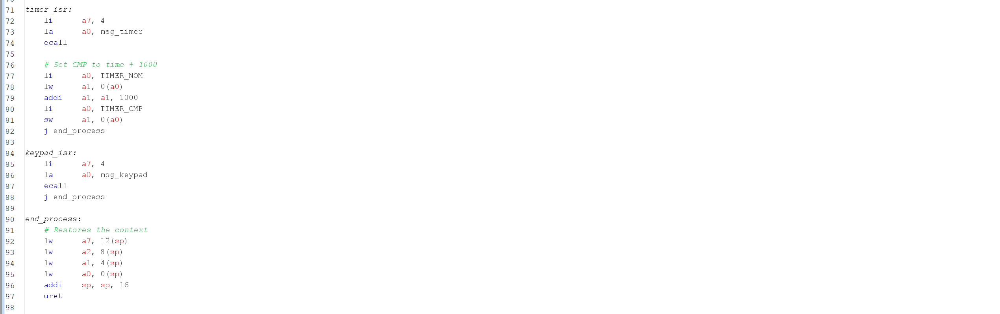 71 timer_isr:
72     li      a7, 4
73     la      a0, msg_timer
74     ecall
75
76     # Set CMP to time + 1000
77     li      a0, TIMER_NOM
78     lw      a1, 0(a0)
79     addi    a1, a1, 1000
80     li      a0, TIMER_CMP
81     sw      a1, 0(a0)
82     j end_process
83
84 keypad_isr:
85     li      a7, 4
86     la      a0, msg_keypad
87     ecall
88     j end_process
89
90 end_process:
91     # Restores the context
92     lw      a7, 12(sp)
93     lw      a2, 8(sp)
94     lw      a1, 4(sp)
95     lw      a0, 0(sp)
96     addi    sp, sp, 16
97     uret
98